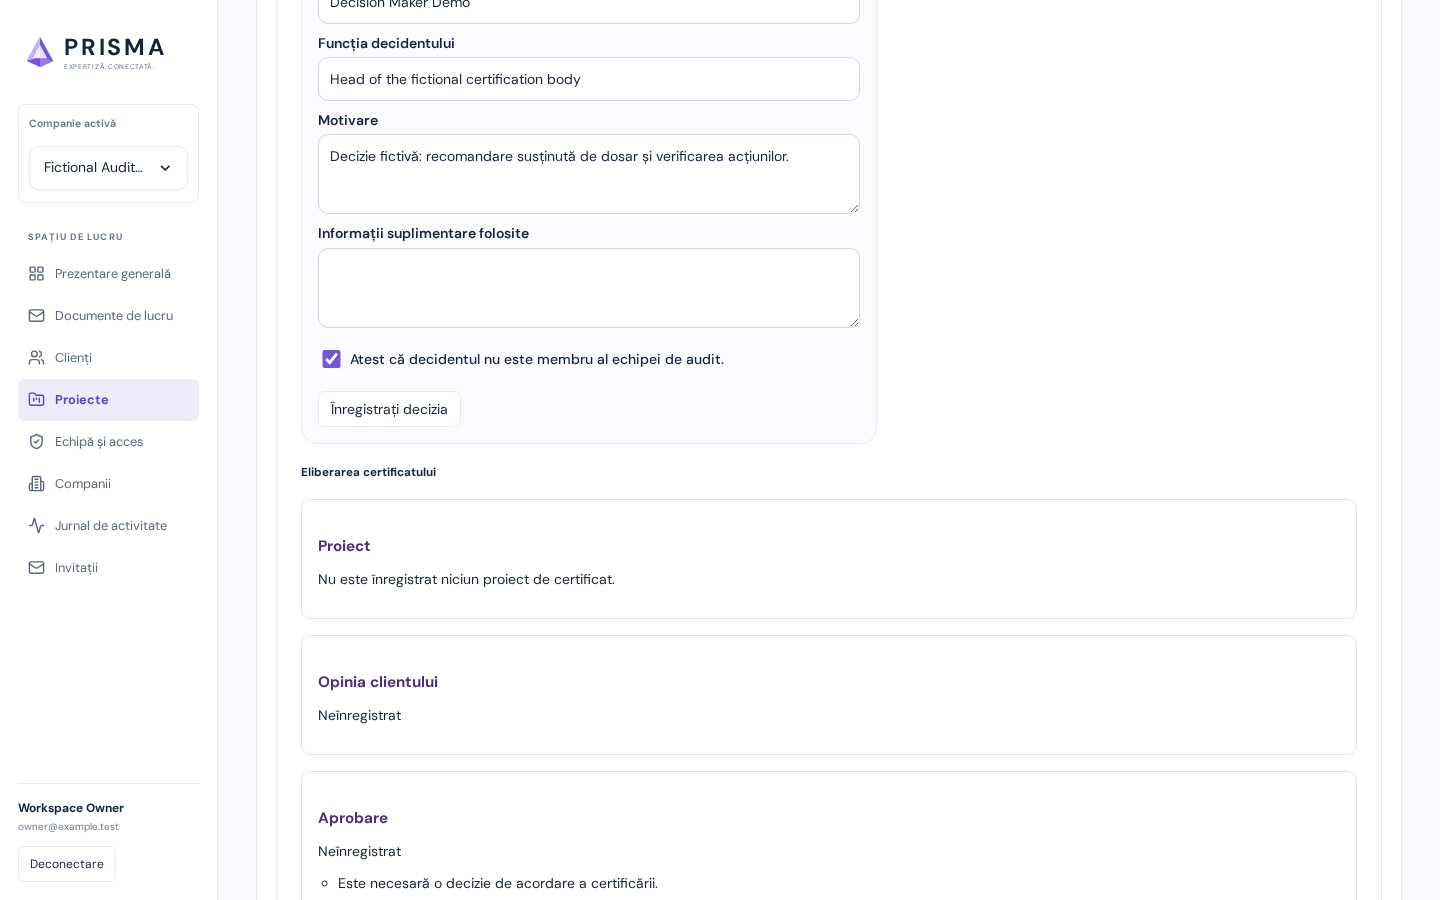 PRISMA
EXPERTIZĂ CONECTATĂ.
Companie activă
Fictional Audit...
SPAȚIU DE LUCRU
Prezentare generală
Documente de lucru
Clienți
Proiecte
Echipă și acces
Companii
Jurnal de activitate
Invitații
Workspace Owner
owner@example.test
Deconectare
Decision Maker Demo
Funcția decidentului
Head of the fictional certification body
Motivare
Decizie fictivă: recomandare susținută de dosar și verificarea acțiunilor.
Informații suplimentare folosite
Atest că decidentul nu este membru al echipei de audit.
Înregistrați decizia
Eliberarea certificatului
Proiect
Nu este înregistrat niciun proiect de certificat.
Opinia clientului
Neînregistrat
Aprobare
Neînregistrat
Este necesară o decizie de acordare a certificării.